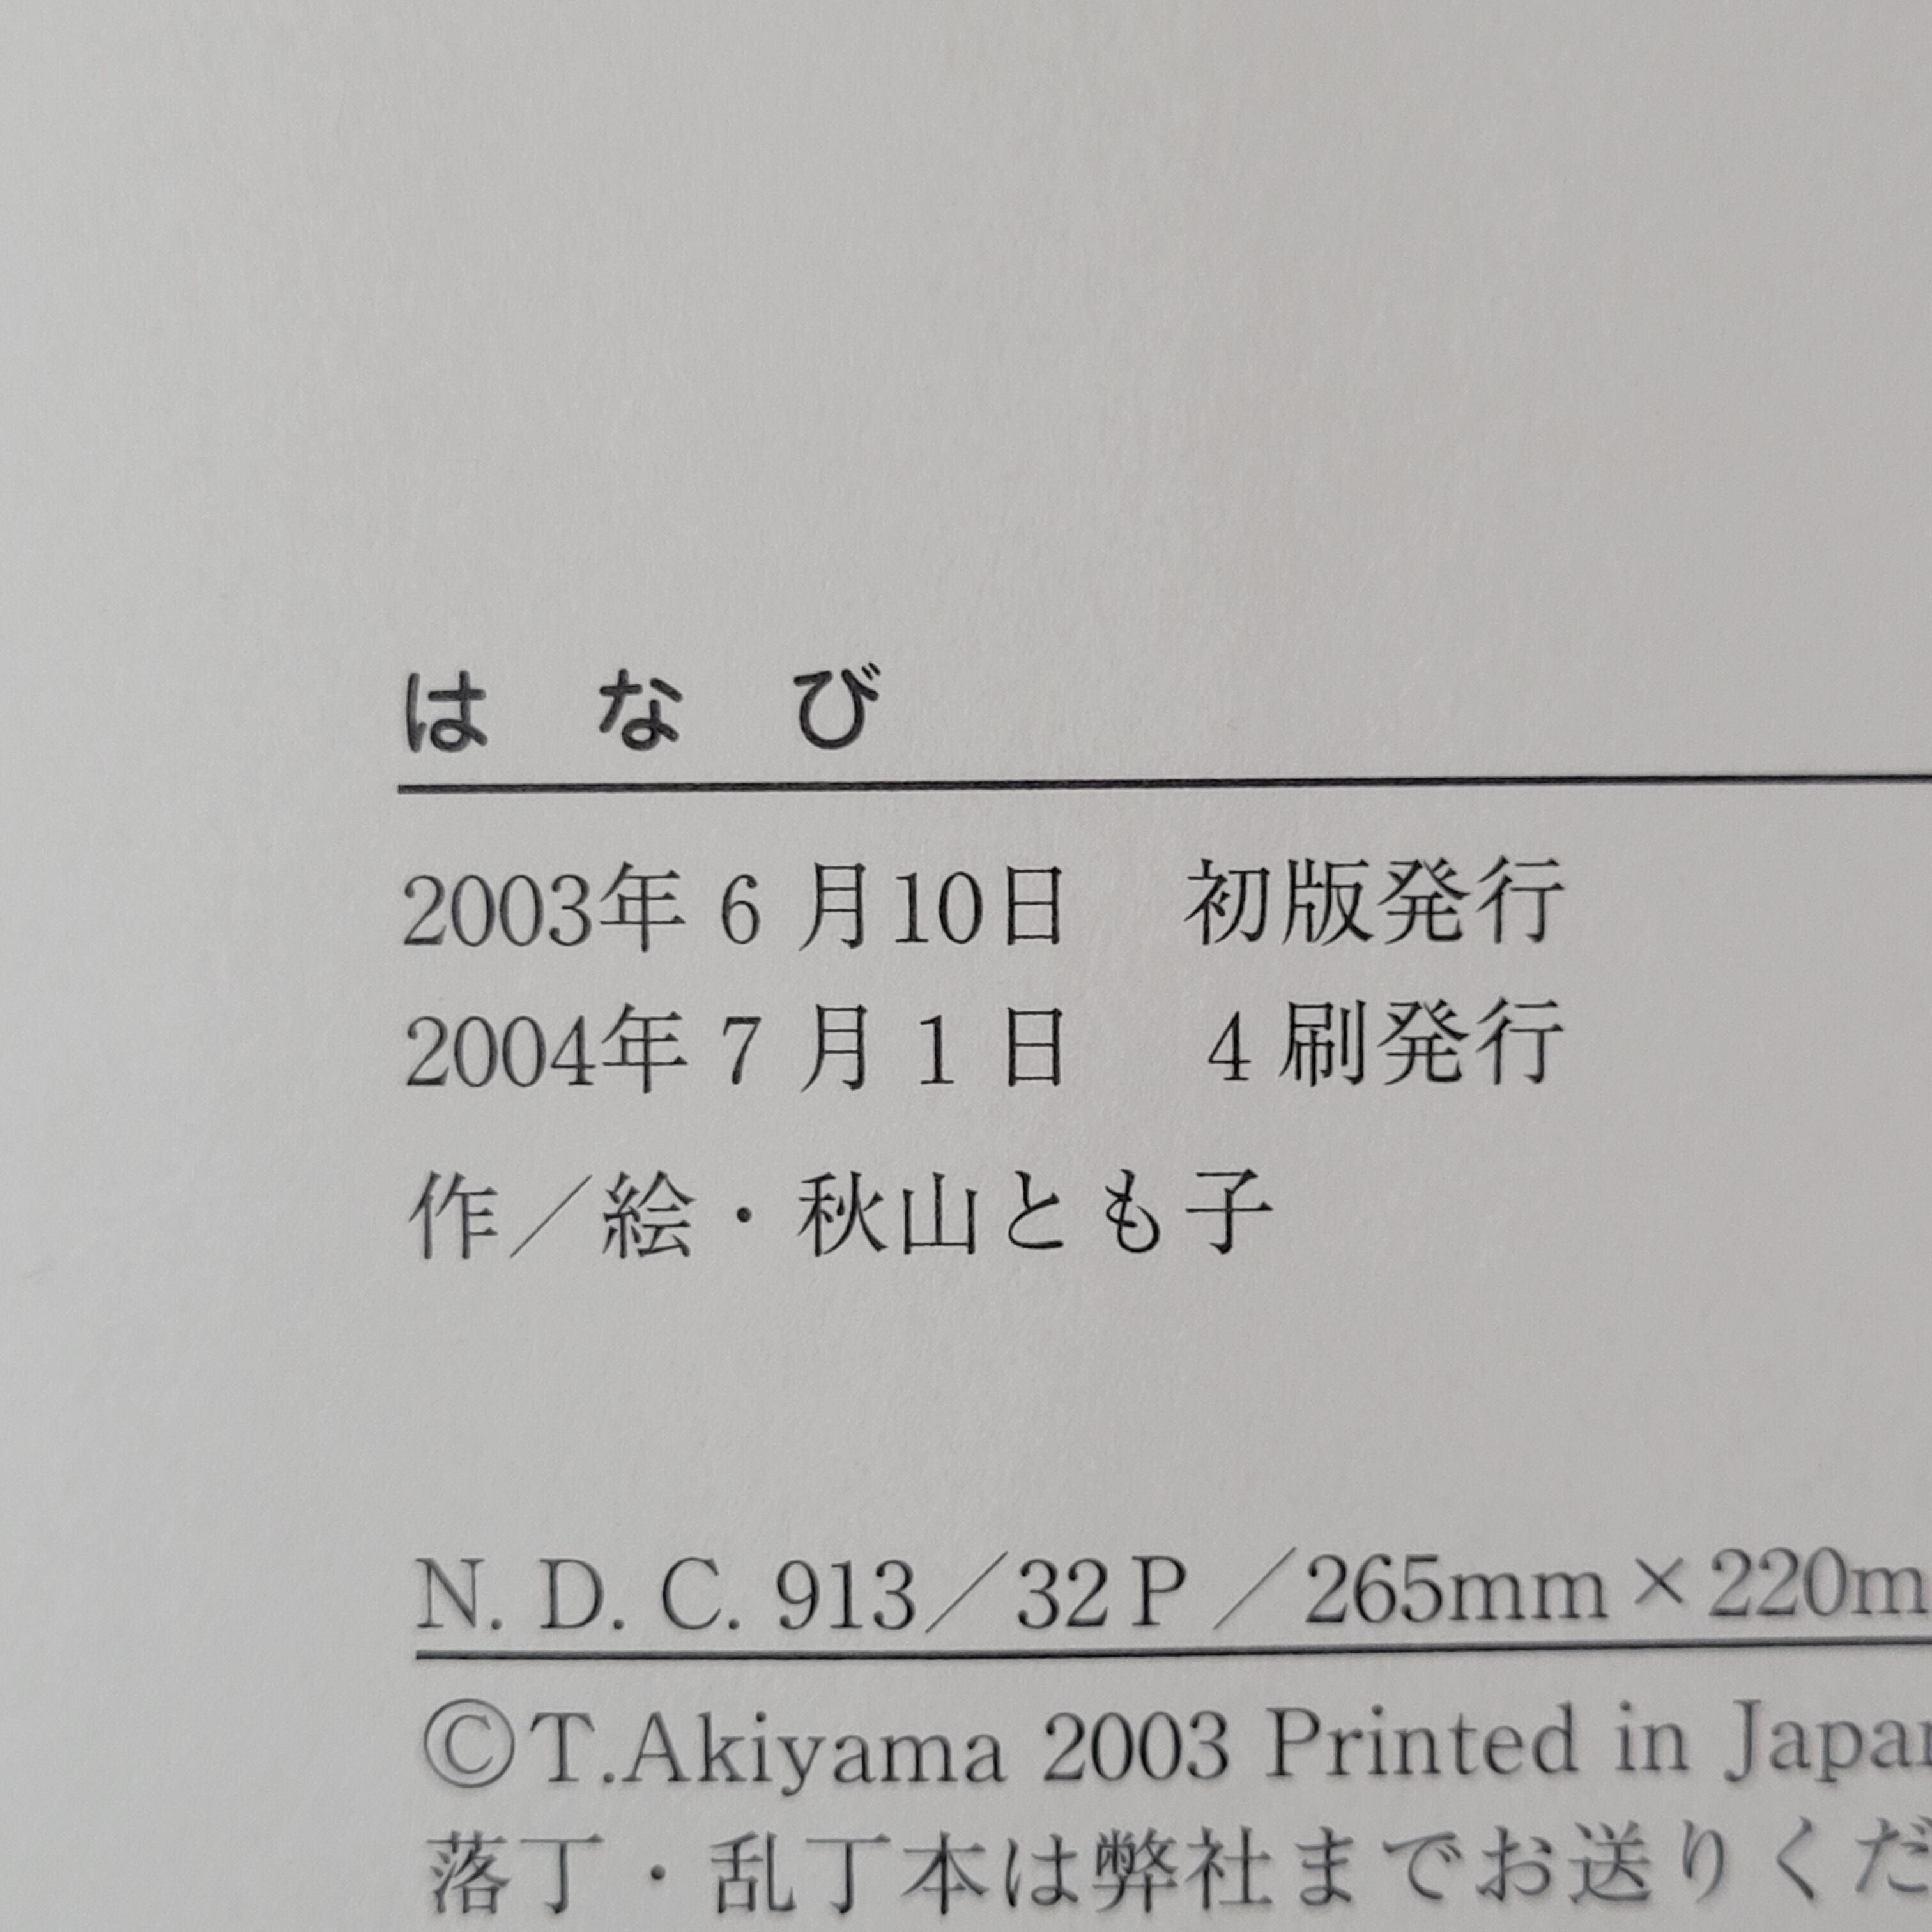 はなび
2003年6月10日 初版発行
2004年7月1日 4刷発行
作／絵・秋山とも子
N. D. C. 913／32P／265mm×220m
©T.Akiyama 2003 Printed in Japan
落丁・乱丁本は弊社までお送りくだ